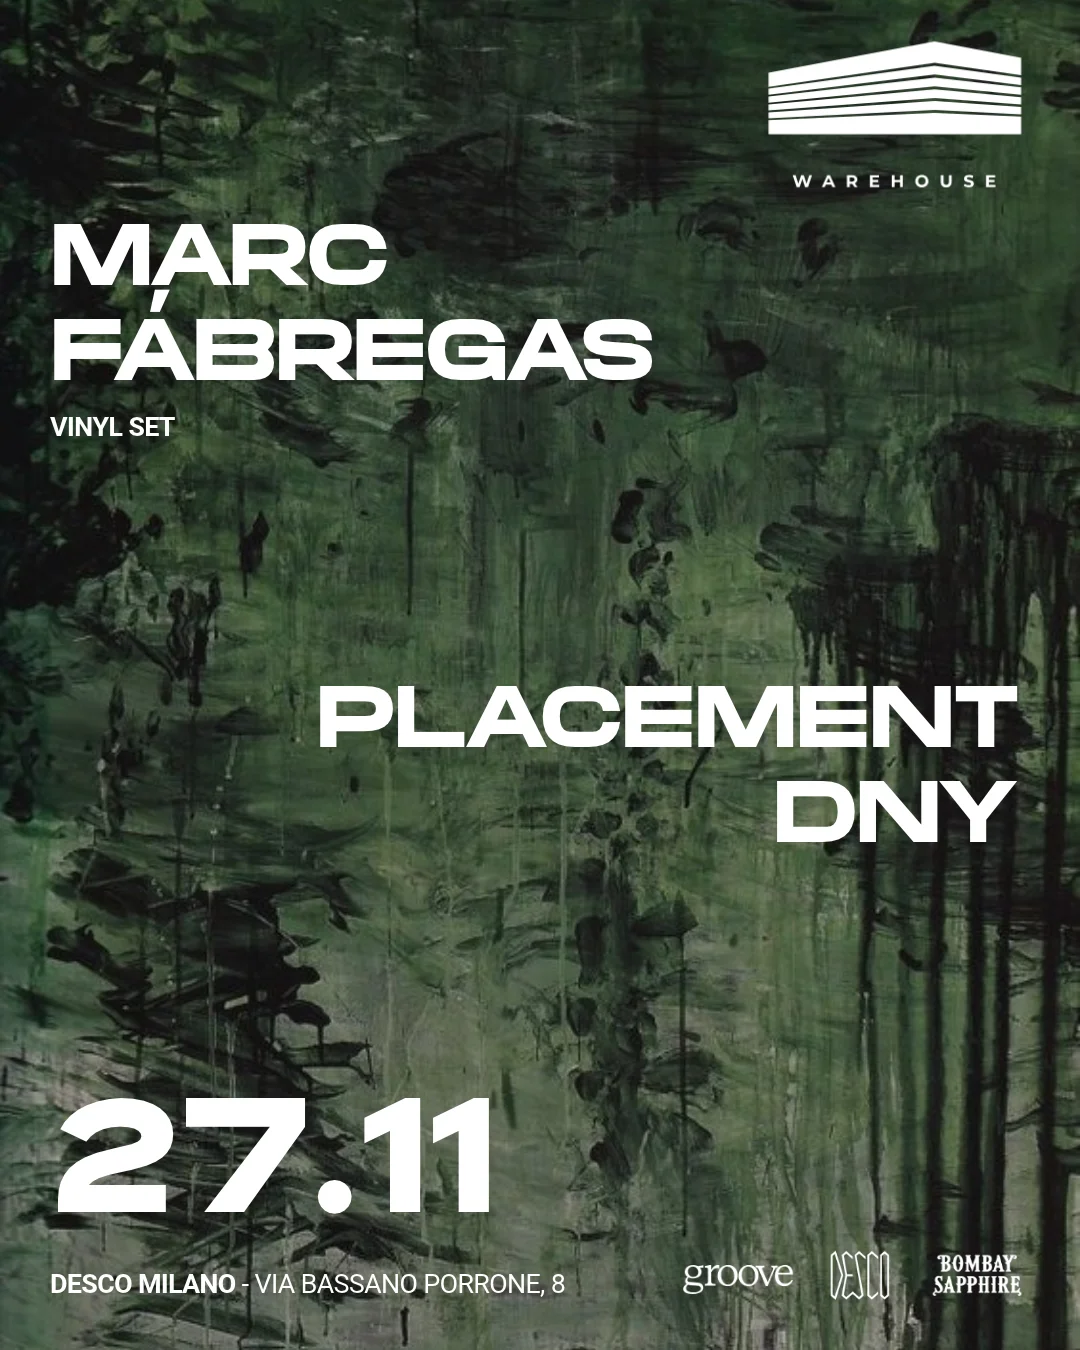 WAREHOUSE
MARC
FÁBREGAS
VINYL SET
PLACEMENT
DNY
27.11
DESCO MILANO - VIA BASSANO PORRONE, 8
groove
DESCO
BOMBAY
SAPPHIRE